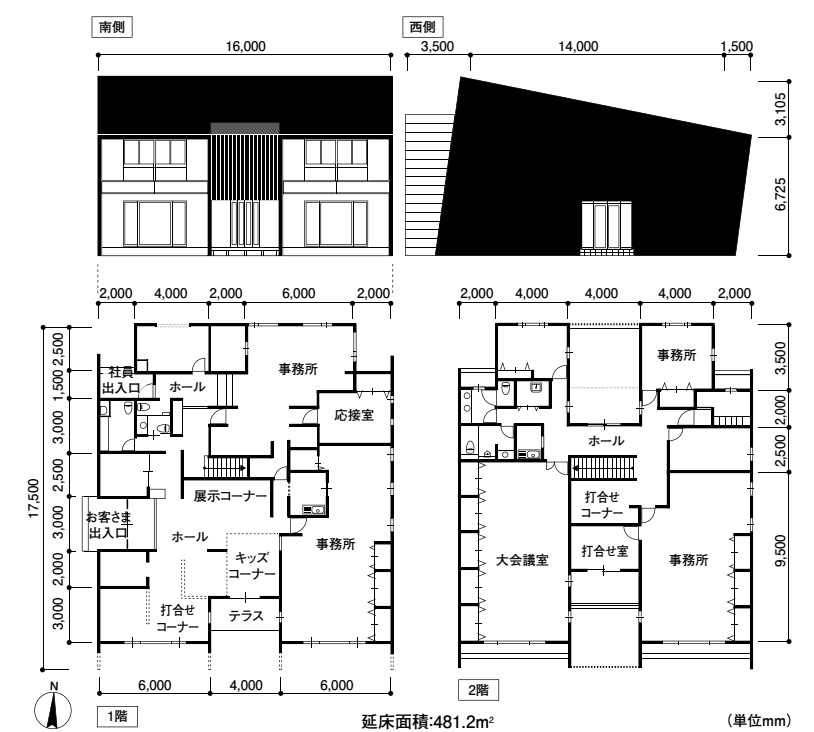 南側
西側
16,000
3,500 14,000 1,500
3,105
6,725
2,000 4,000 2,000 6,000 2,000
2,000 4,000 4,000 4,000 2,000
17,500
2,500
1,500
3,000
2,500
3,000
2,000
3,000
社員
出入口
ホール
事務所
応接室
展示コーナー
お客さま
出入口
ホール
キッズ
コーナー
事務所
打合せ
コーナー
テラス
6,000 4,000 6,000
事務所
ホール
打合せ
コーナー
大会議室
打合せ室
事務所
3,500
2,000
2,500
9,500
N
1階
2階
延床面積:481.2m²
(単位mm)